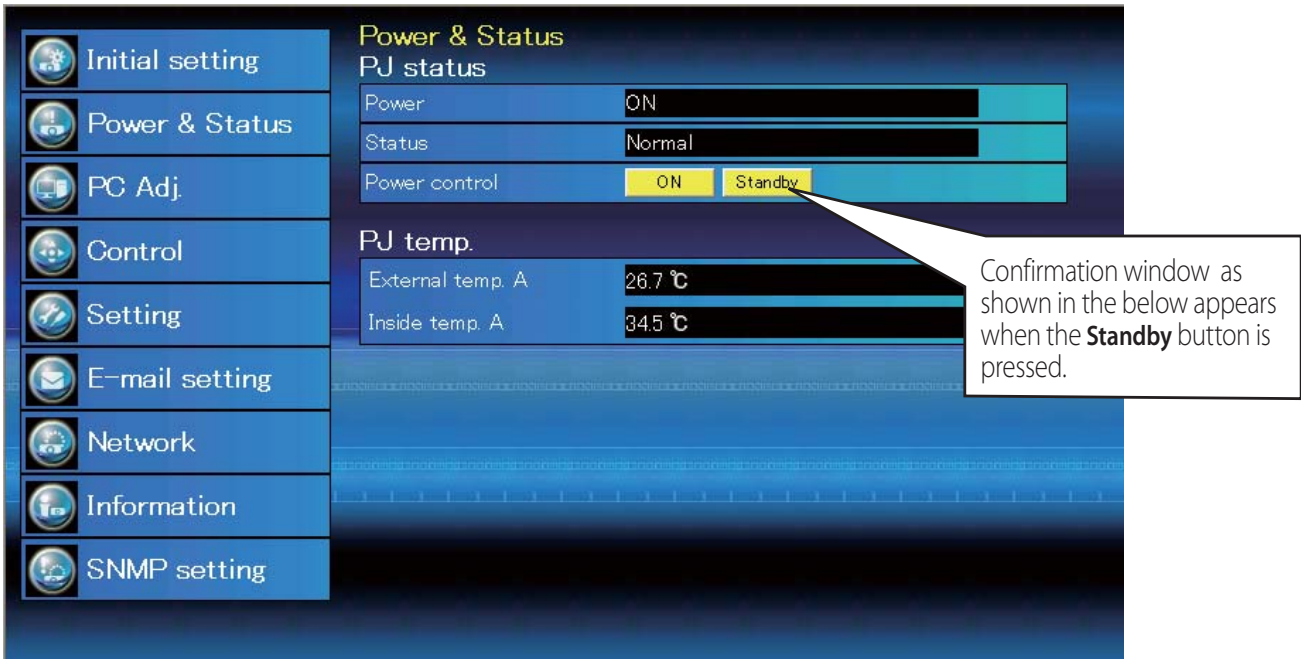 Initial setting
Power & Status
PC Adj.
Control
Setting
E-mail setting
Network
Information
SNMP setting
Power & Status
PJ status
Power ON
Status Normal
Power control ON Standby
PJ temp.
External temp. A 26.7 ℃
Inside temp. A 34.5 ℃
Confirmation window as
shown in the below appears
when the Standby button is
pressed.